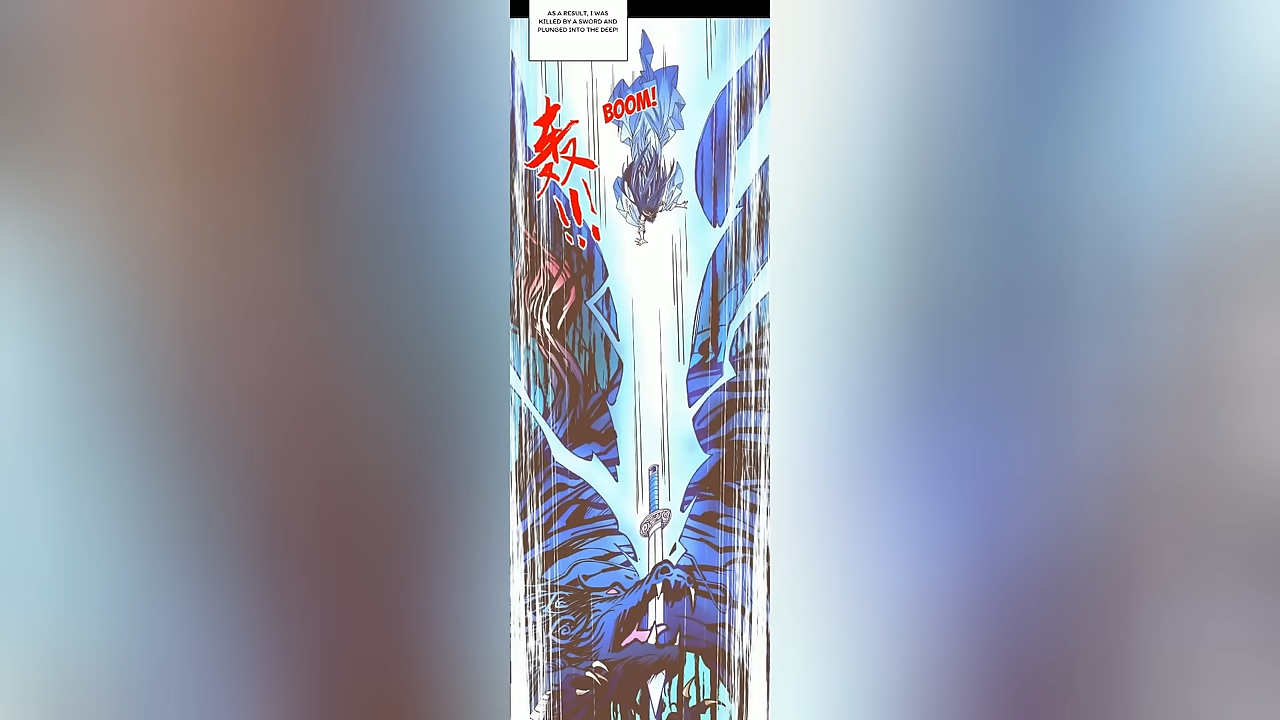 AS A RESULT, I WAS
KILLED BY A SWORD AND
PLUNGED INTO THE DEEP!
BOOM!
轰!!!